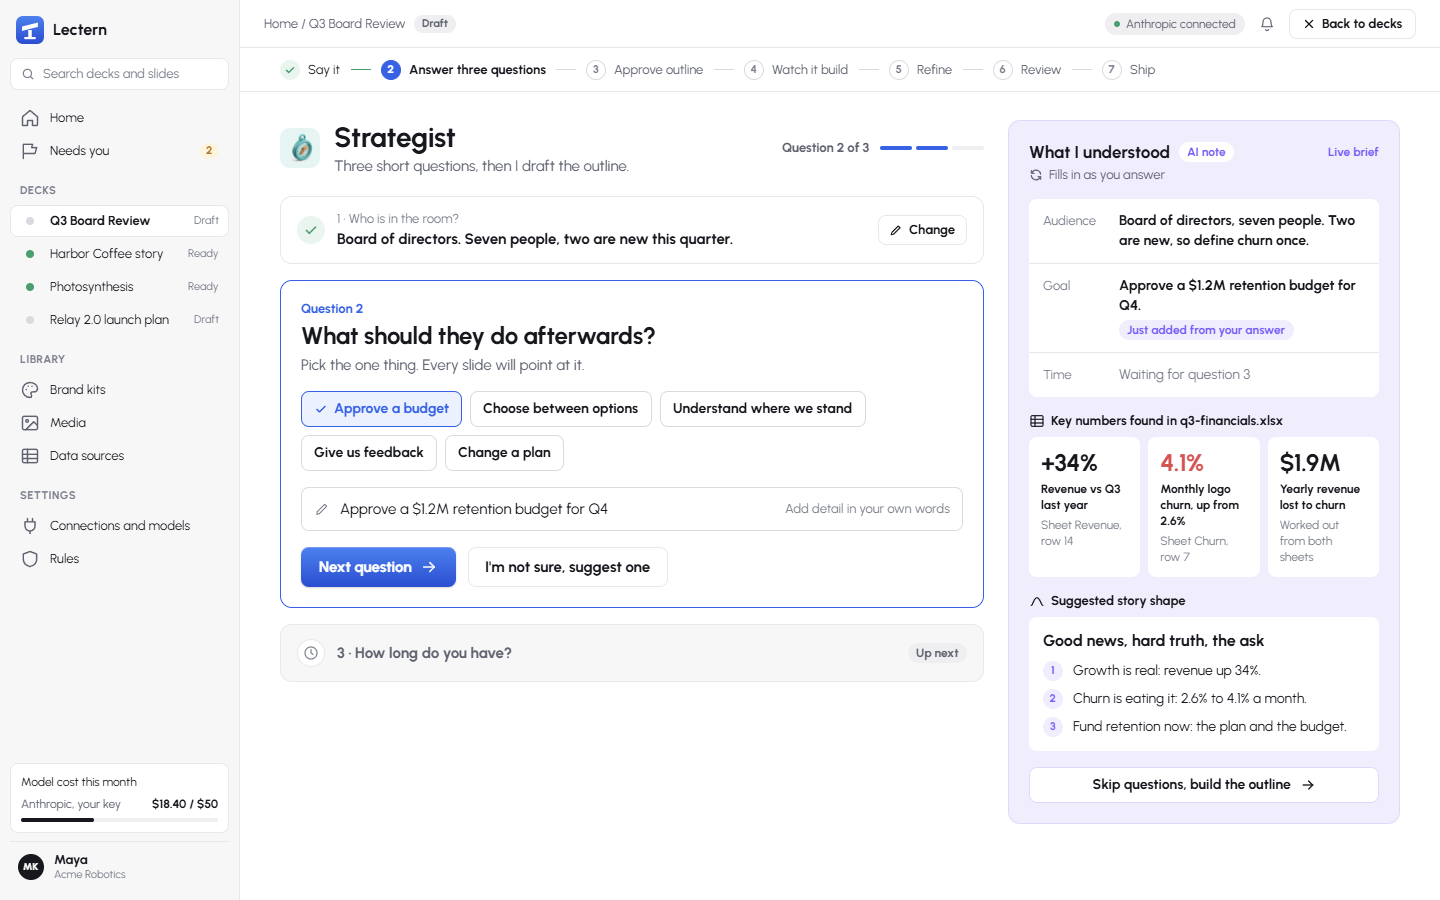 Lectern
Search decks and slides
Home
Needs you 2
DECKS
Q3 Board Review Draft
Harbor Coffee story Ready
Photosynthesis Ready
Relay 2.0 launch plan Draft
LIBRARY
Brand kits
Media
Data sources
SETTINGS
Connections and models
Rules
Model cost this month
Anthropic, your key $18.40 / $50
MK
Maya
Acme Robotics
Home / Q3 Board Review Draft
Anthropic connected
Back to decks
Say it
2 Answer three questions
3 Approve outline
4 Watch it build
5 Refine
6 Review
7 Ship
Strategist
Three short questions, then I draft the outline.
Question 2 of 3
1 · Who is in the room?
Board of directors. Seven people, two are new this quarter.
Change
Question 2
What should they do afterwards?
Pick the one thing. Every slide will point at it.
Approve a budget
Choose between options
Understand where we stand
Give us feedback
Change a plan
Approve a $1.2M retention budget for Q4
Add detail in your own words
Next question
I'm not sure, suggest one
3 · How long do you have?
Up next
What I understood AI note
Live brief
Fills in as you answer
Audience
Board of directors, seven people. Two
are new, so define churn once.
Goal
Approve a $1.2M retention budget for
Q4.
Just added from your answer
Time
Waiting for question 3
Key numbers found in q3-financials.xlsx
+34%
Revenue vs Q3
last year
Sheet Revenue,
row 14
4.1%
Monthly logo
churn, up from
2.6%
Sheet Churn,
row 7
$1.9M
Yearly revenue
lost to churn
Worked out
from both
sheets
Suggested story shape
Good news, hard truth, the ask
1 Growth is real: revenue up 34%.
2 Churn is eating it: 2.6% to 4.1% a month.
3 Fund retention now: the plan and the budget.
Skip questions, build the outline